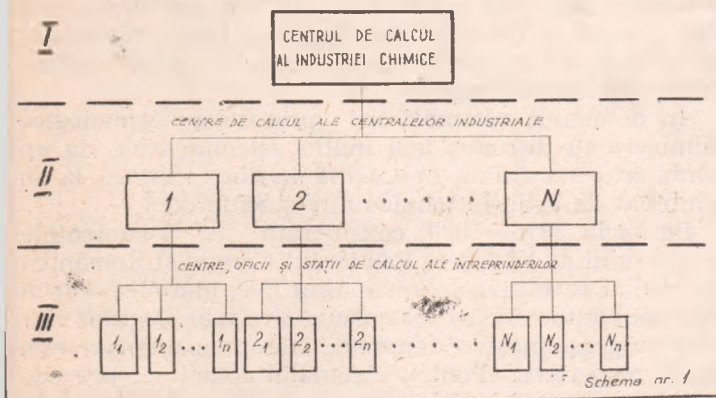 I
CENTRUL DE CALCUL
AL INDUSTRIEI CHIMICE
CENTRE DE CALCUL ALE CENTRALELOR INDUSTRIALE
II
1 2 . . . . . . N
CENTRE, OFICII ȘI STAȚII DE CALCUL ALE ÎNTREPRINDERILOR
III
1₁ 1₂ ... 1ₙ 2₁ 2₂ ... 2ₙ . . . . . . N₁ N₂ ... Nₙ
Schema nr. 1